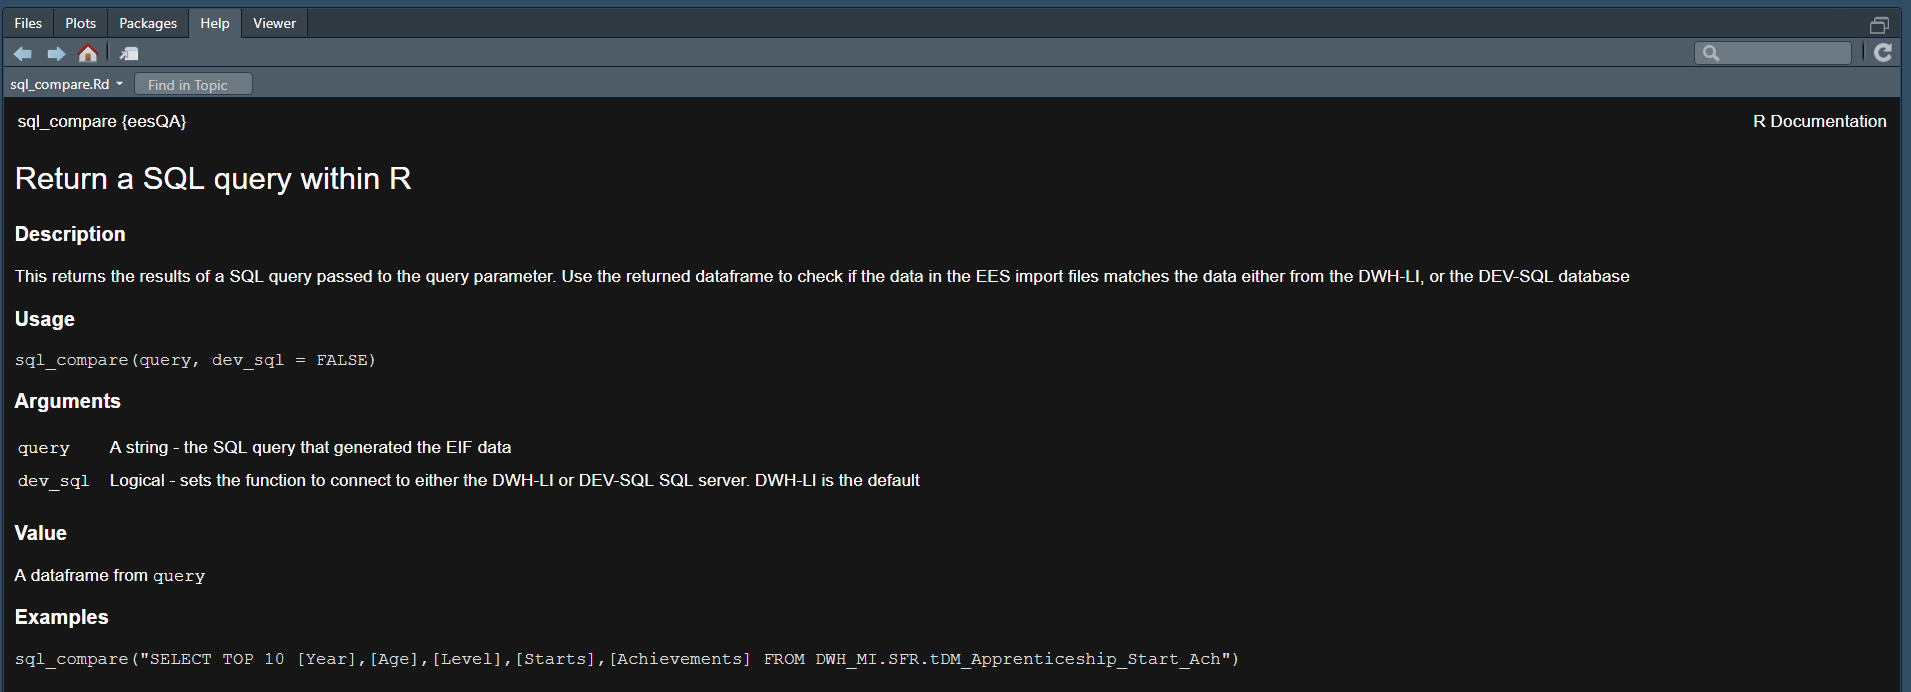 Files Plots Packages Help Viewer
sql_compare.Rd Find in Topic
sql_compare {eesQA} R Documentation
Return a SQL query within R
Description
This returns the results of a SQL query passed to the query parameter. Use the returned dataframe to check if the data in the EES import files matches the data either from the DWH-LI, or the DEV-SQL database
Usage
sql_compare(query, dev_sql = FALSE)
Arguments
query A string - the SQL query that generated the EIF data
dev_sql Logical - sets the function to connect to either the DWH-LI or DEV-SQL SQL server. DWH-LI is the default
Value
A dataframe from query
Examples
sql_compare("SELECT TOP 10 [Year],[Age],[Level],[Starts],[Achievements] FROM DWH_MI.SFR.tDM_Apprenticeship_Start_Ach")